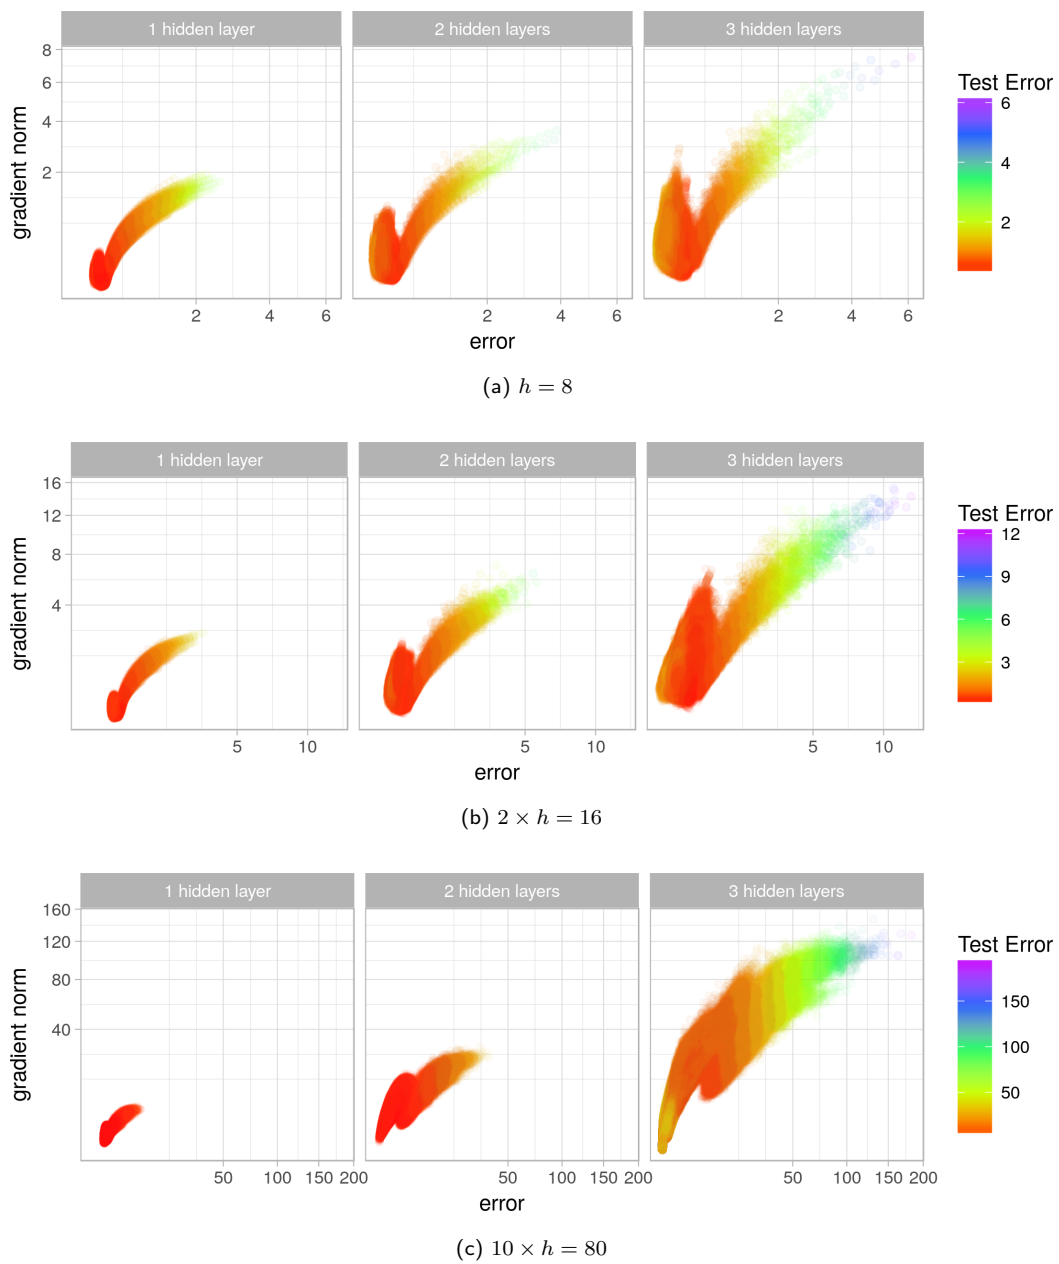 1 hidden layer 2 hidden layers 3 hidden layers
8
6
4
2
gradient norm
2 4 6 2 4 6 2 4 6
error
Test Error
6
4
2
(a) h = 8
1 hidden layer 2 hidden layers 3 hidden layers
16
12
8
4
gradient norm
5 10 5 10 5 10
error
Test Error
12
9
6
3
(b) 2 × h = 16
1 hidden layer 2 hidden layers 3 hidden layers
160
120
80
40
gradient norm
50 100 150 200 50 100 150 200 50 100 150 200
error
Test Error
150
100
50
(c) 10 × h = 80